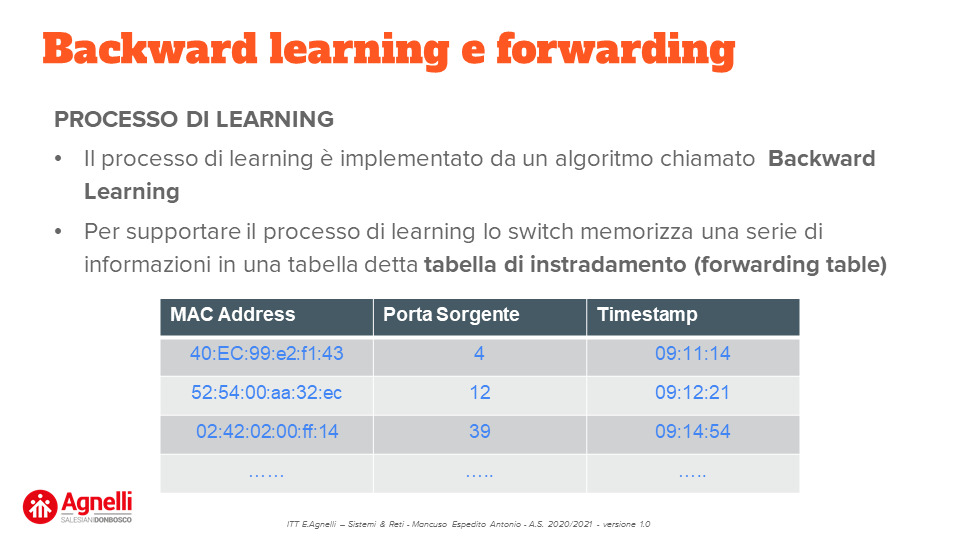 Backward learning e forwarding
PROCESSO DI LEARNING
• Il processo di learning è implementato da un algoritmo chiamato Backward
Learning
• Per supportare il processo di learning lo switch memorizza una serie di
informazioni in una tabella detta tabella di instradamento (forwarding table)
MAC Address Porta Sorgente Timestamp
40:EC:99:e2:f1:43 4 09:11:14
52:54:00:aa:32:ec 12 09:12:21
02:42:02:00:ff:14 39 09:14:54
…… ….. …..
Agnelli
SALESIANIDONBOSCO
ITT E.Agnelli – Sistemi & Reti - Mancuso Espedito Antonio - A.S. 2020/2021 - versione 1.0